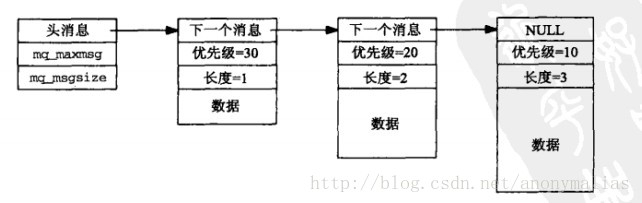 头消息
mq_maxmsg
mq_msgsize
下一个消息
优先级=30
长度=1
数据
下一个消息
优先级=20
长度=2
数据
NULL
优先级=10
长度=3
数据
http://blog.csdn.net/anonymalias